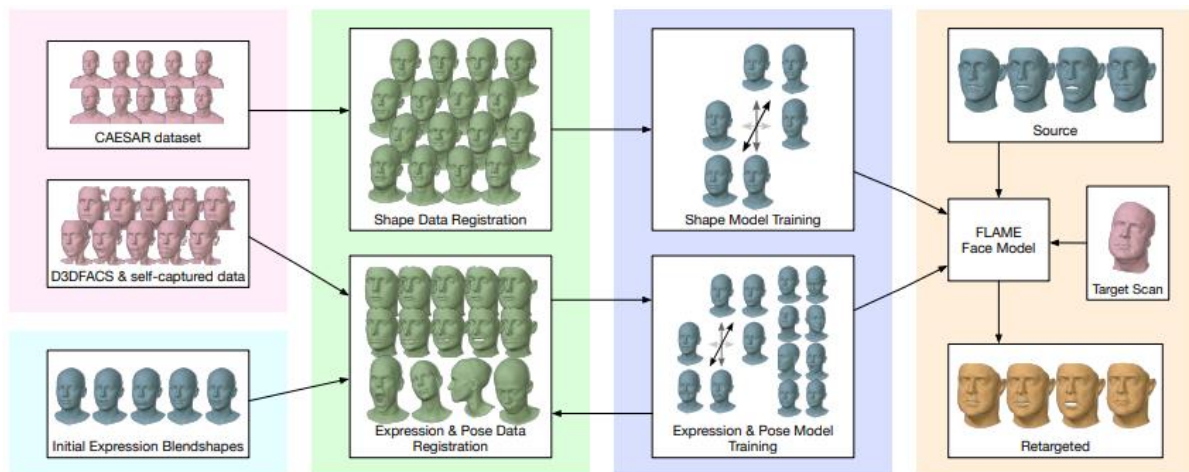 CAESAR dataset
D3DFACS & self-captured data
Initial Expression Blendshapes
Shape Data Registration
Expression & Pose Data
Registration
Shape Model Training
Expression & Pose Model
Training
Source
FLAME
Face Model
Target Scan
Retargeted